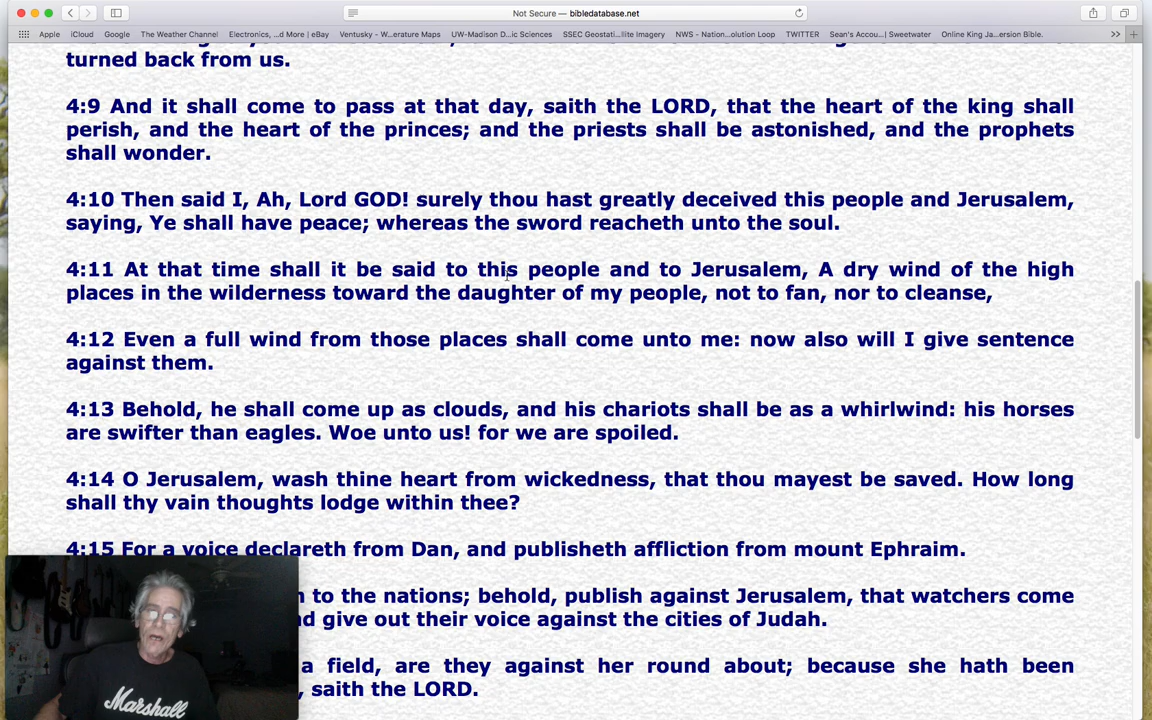 Not Secure — bibledatabase.net
Apple iCloud Google The Weather Channel Electronics, ...d More | eBay Ventusky - W...erature Maps UW-Madison D...ic Sciences SSEC Geostati...llite Imagery NWS - Nation...olution Loop TWITTER Sean's Accou...| Sweetwater Online King Ja...ersion Bible.
turned back from us.
4:9 And it shall come to pass at that day, saith the LORD, that the heart of the king shall
perish, and the heart of the princes; and the priests shall be astonished, and the prophets
shall wonder.
4:10 Then said I, Ah, Lord GOD! surely thou hast greatly deceived this people and Jerusalem,
saying, Ye shall have peace; whereas the sword reacheth unto the soul.
4:11 At that time shall it be said to this people and to Jerusalem, A dry wind of the high
places in the wilderness toward the daughter of my people, not to fan, nor to cleanse,
4:12 Even a full wind from those places shall come unto me: now also will I give sentence
against them.
4:13 Behold, he shall come up as clouds, and his chariots shall be as a whirlwind: his horses
are swifter than eagles. Woe unto us! for we are spoiled.
4:14 O Jerusalem, wash thine heart from wickedness, that thou mayest be saved. How long
shall thy vain thoughts lodge within thee?
4:15 For a voice declareth from Dan, and publisheth affliction from mount Ephraim.
to the nations; behold, publish against Jerusalem, that watchers come
give out their voice against the cities of Judah.
a field, are they against her round about; because she hath been
, saith the LORD.
Marshall